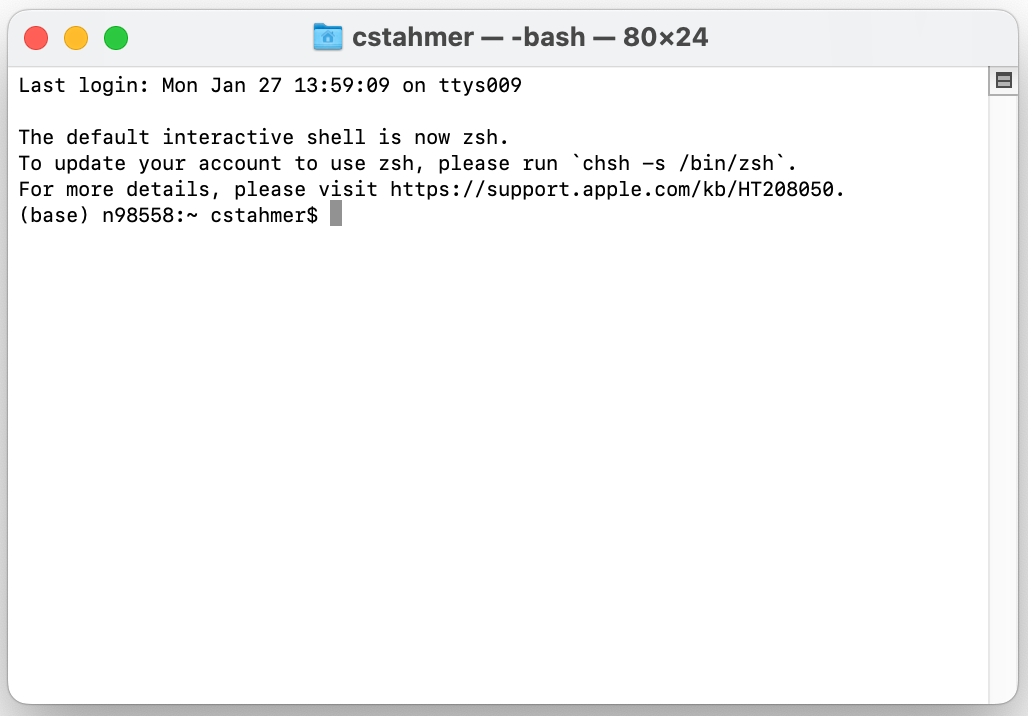 cstahmer — -bash — 80×24
Last login: Mon Jan 27 13:59:09 on ttys009
The default interactive shell is now zsh.
To update your account to use zsh, please run `chsh -s /bin/zsh`.
For more details, please visit https://support.apple.com/kb/HT208050.
(base) n98558:~ cstahmer$